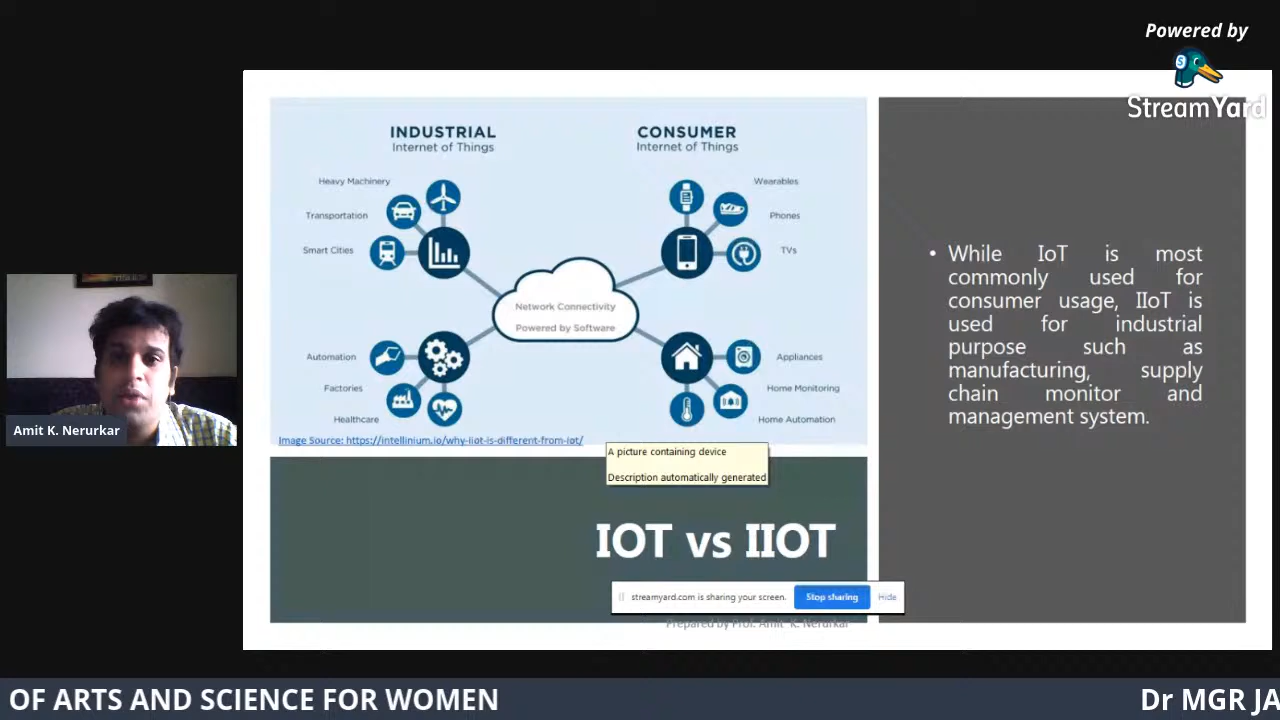 Powered by
StreamYard
INDUSTRIAL
Internet of Things
CONSUMER
Internet of Things
Heavy Machinery
Transportation
Smart Cities
Wearables
Phones
TVs
Network Connectivity
Powered by Software
Automation
Factories
Healthcare
Appliances
Home Monitoring
Home Automation
Image Source: https://intellinium.io/why-iiot-is-different-from-iot/
A picture containing device
Description automatically generated
• While IoT is most
commonly used for
consumer usage, IIoT is
used for industrial
purpose such as
manufacturing, supply
chain monitor and
management system.
IOT vs IIOT
streamyard.com is sharing your screen.
Stop sharing
Hide
Prepared by Prof. Amit K. Nerurkar
Amit K. Nerurkar
OF ARTS AND SCIENCE FOR WOMEN
Dr MGR JA